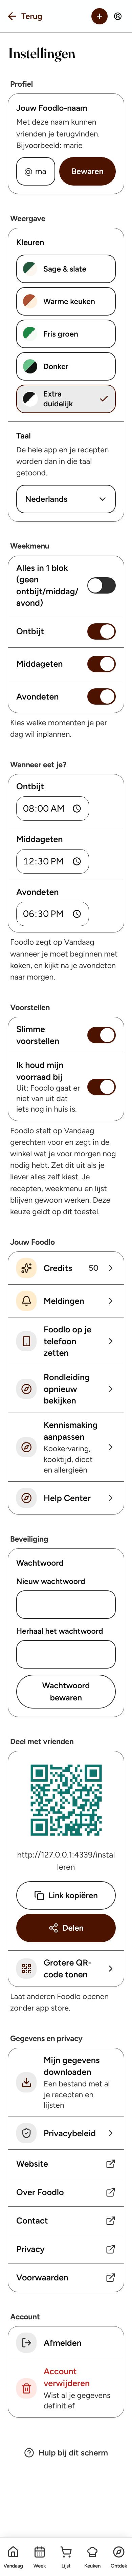 Terug
Instellingen
Profiel
Jouw Foodlo-naam
Met deze naam kunnen
vrienden je terugvinden.
Bijvoorbeeld: marie
@ ma
Bewaren
Weergave
Kleuren
Sage & slate
Warme keuken
Fris groen
Donker
Extra
duidelijk
Taal
De hele app en je recepten
worden dan in die taal
getoond.
Nederlands
Weekmenu
Alles in 1 blok
(geen
ontbijt/middag/
avond)
Ontbijt
Middageten
Avondeten
Kies welke momenten je per
dag wil inplannen.
Wanneer eet je?
Ontbijt
08:00 AM
Middageten
12:30 PM
Avondeten
06:30 PM
Foodlo zegt op Vandaag
wanneer je moet beginnen met
koken, en kijkt na je avondeten
naar morgen.
Voorstellen
Slimme
voorstellen
Ik houd mijn
voorraad bij
Uit: Foodlo gaat er
niet van uit dat
iets nog in huis is.
Foodlo stelt op Vandaag
gerechten voor en zegt in de
winkel wat je voor morgen nog
nodig hebt. Zet dit uit als je
liever alles zelf kiest. Je
recepten, weekmenu en lijst
blijven gewoon werken. Deze
keuze geldt op dit toestel.
Jouw Foodlo
Credits 50
Meldingen
Foodlo op je
telefoon
zetten
Rondleiding
opnieuw
bekijken
Kennismaking
aanpassen
Kookervaring,
kooktijd, dieet
en allergieën
Help Center
Beveiliging
Wachtwoord
Nieuw wachtwoord
Herhaal het wachtwoord
Wachtwoord
bewaren
Deel met vrienden
http://127.0.0.1:4339/instal
leren
Link kopiëren
Delen
Grotere QR-
code tonen
Laat anderen Foodlo openen
zonder app store.
Gegevens en privacy
Mijn gegevens
downloaden
Een bestand met al
je recepten en
lijsten
Privacybeleid
Website
Over Foodlo
Contact
Privacy
Voorwaarden
Account
Afmelden
Account
verwijderen
Wist al je gegevens
definitief
Hulp bij dit scherm
Vandaag
Week
Lijst
Keuken
Ontdek